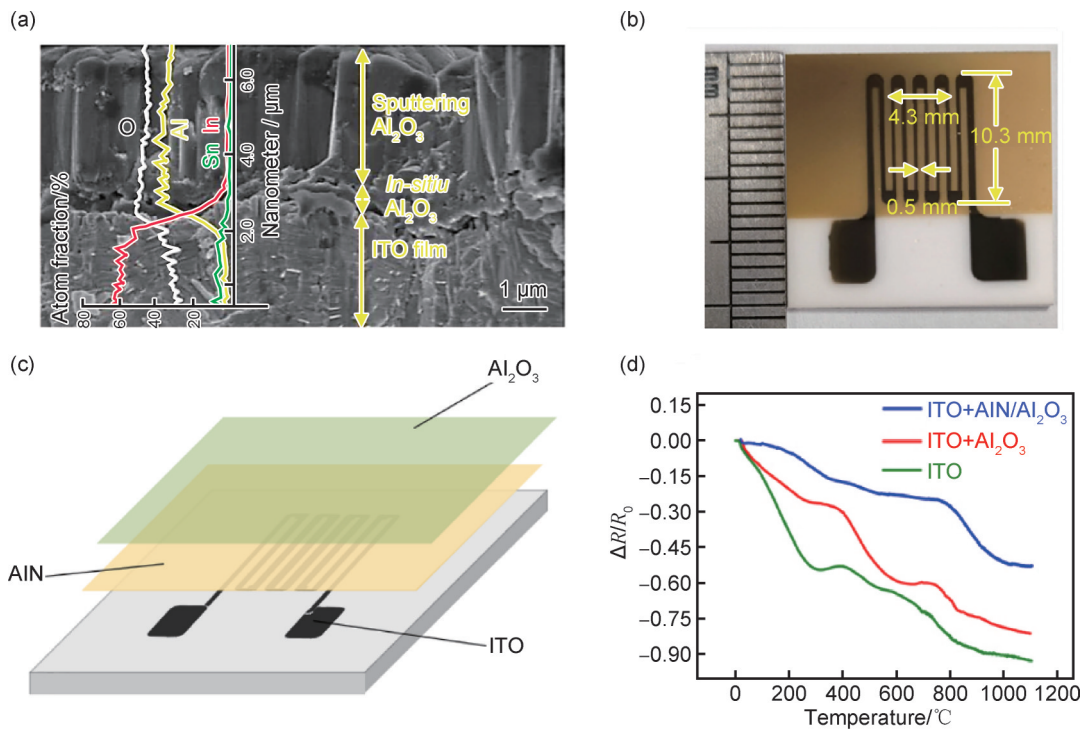 (a)
O
Al
Sn
In
6.0
4.0
2.0
Nanometer / μm
Atom fraction/%
80
60
40
20
Sputtering
Al₂O₃
In-sitiu
Al₂O₃
ITO film
1 μm
(b)
mm
4.3 mm
10.3 mm
0.5 mm
(c)
Al₂O₃
AlN
ITO
(d)
0.15
0.00
−0.15
−0.30
−0.45
−0.60
−0.75
−0.90
ΔR/R₀
ITO+AlN/Al₂O₃
ITO+Al₂O₃
ITO
0 200 400 600 800 1000 1200
Temperature/℃